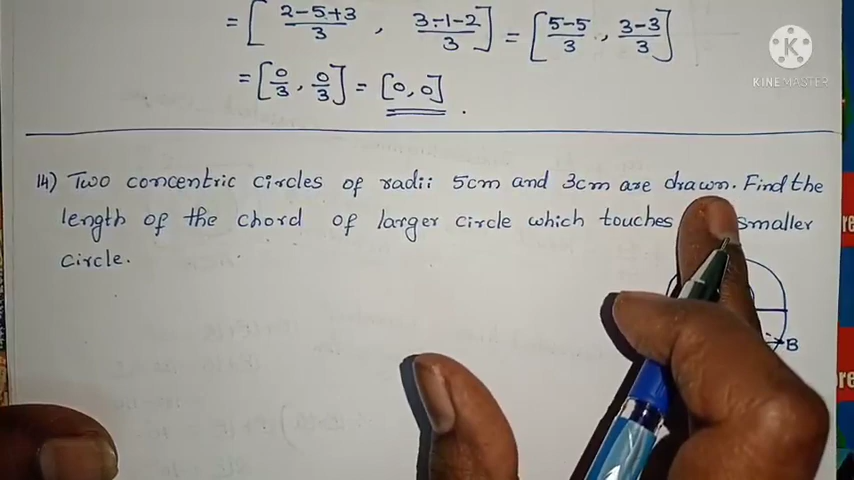 = [ 2-5+3/3 , 3-1-2/3 ] = [ 5-5/3 , 3-3/3 ]
= [ 0/3 , 0/3 ] = [0, 0] .
KINEMASTER
14) Two concentric circles of radii 5cm and 3cm are drawn. Find the
length of the chord of larger circle which touches smaller
circle.
B